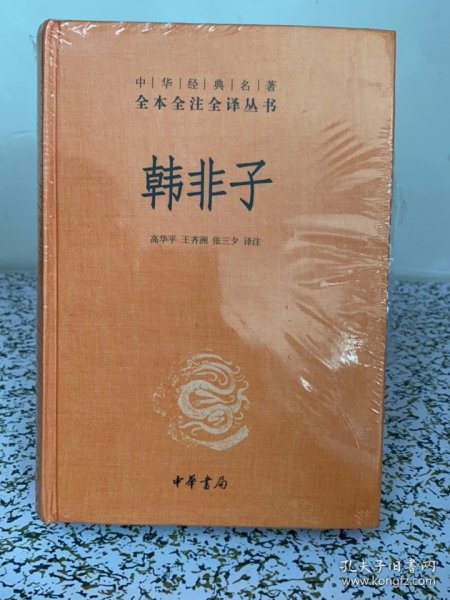 中华经典名著
全本全注全译丛书
韩非子
高华平 王齐洲 张三夕 译注
中華書局
孔夫子旧书网
www.kongfz.com